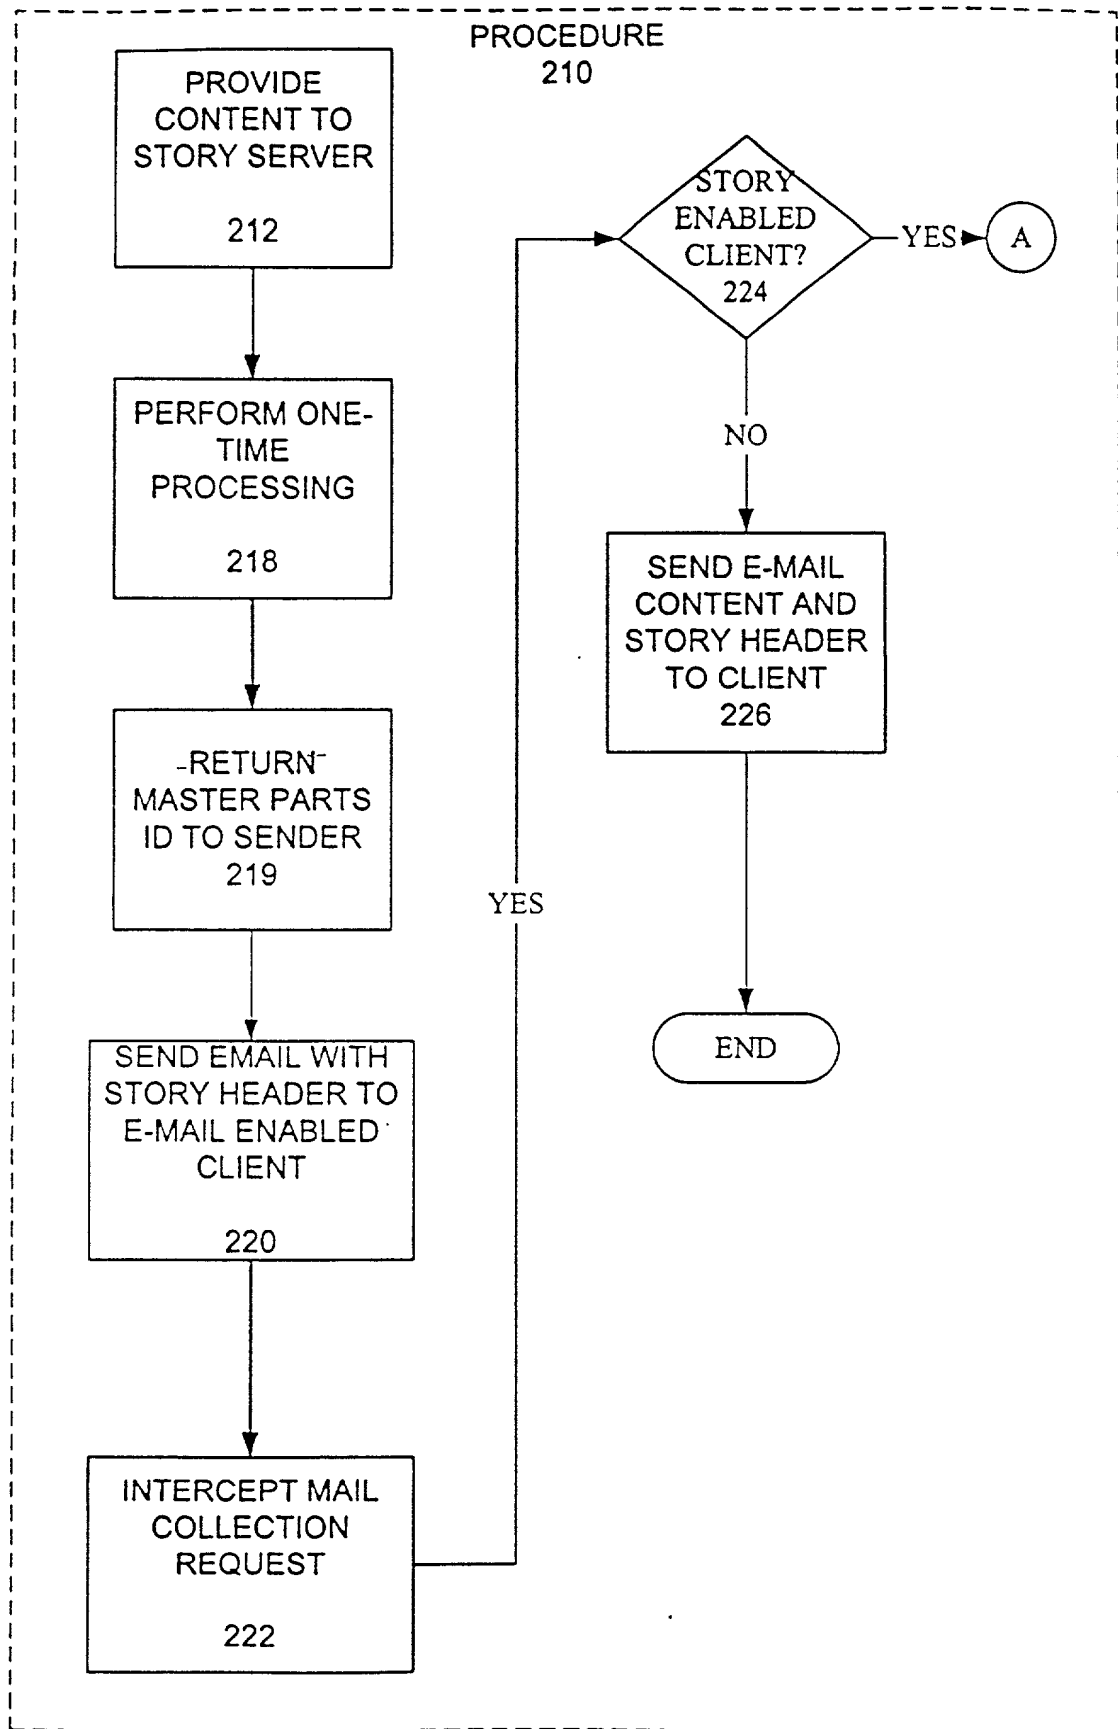 PROCEDURE
210
PROVIDE
CONTENT TO
STORY SERVER
212
PERFORM ONE-
TIME
PROCESSING
218
RETURN
MASTER PARTS
ID TO SENDER
219
SEND EMAIL WITH
STORY HEADER TO
E-MAIL ENABLED
CLIENT
220
INTERCEPT MAIL
COLLECTION
REQUEST
222
YES
STORY
ENABLED
CLIENT?
224
YES
A
NO
SEND E-MAIL
CONTENT AND
STORY HEADER
TO CLIENT
226
END